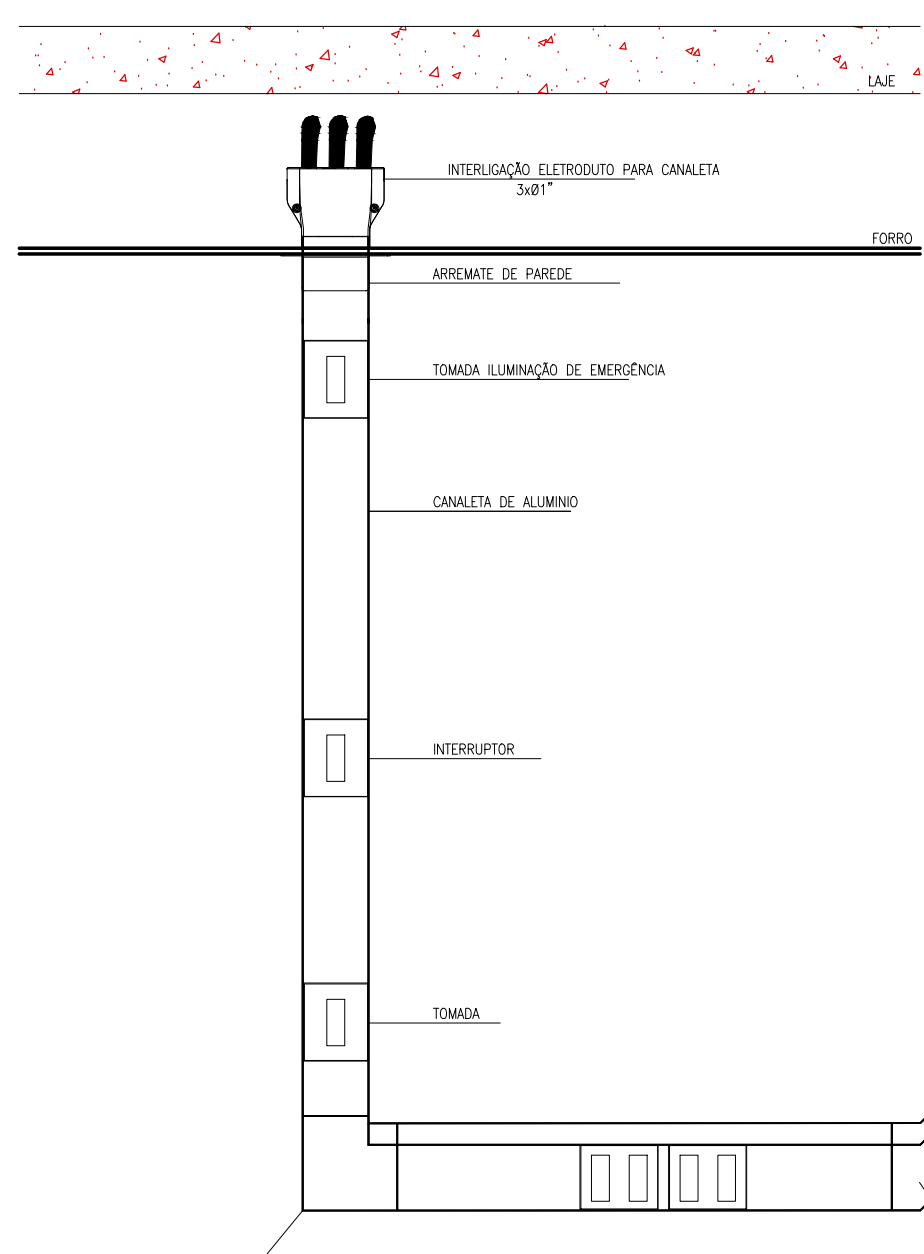 LAJE
INTERLIGAÇÃO ELETRODUTO PARA CANALETA
3xØ1"
FORRO
ARREMATE DE PAREDE
TOMADA ILUMINAÇÃO DE EMERGÊNCIA
CANALETA DE ALUMINIO
INTERRUPTOR
TOMADA